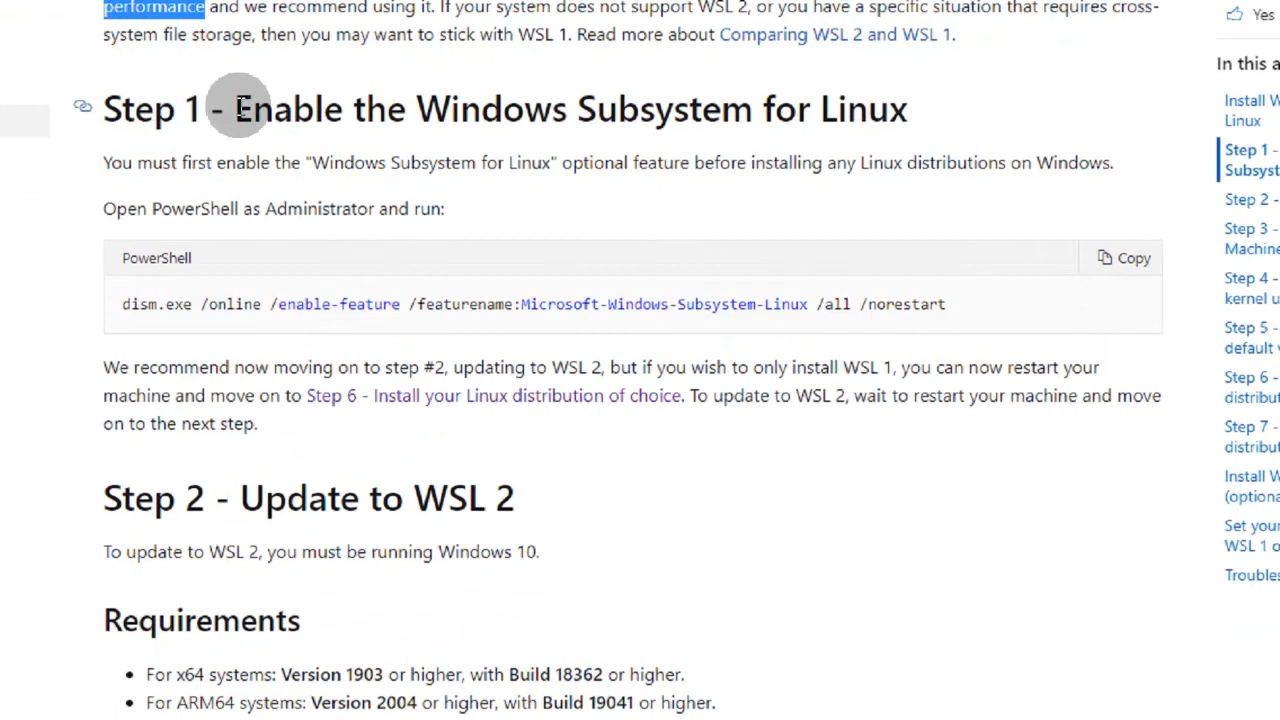 performance and we recommend using it. If your system does not support WSL 2, or you have a specific situation that requires cross-
system file storage, then you may want to stick with WSL 1. Read more about Comparing WSL 2 and WSL 1.
Step 1 - Enable the Windows Subsystem for Linux
You must first enable the "Windows Subsystem for Linux" optional feature before installing any Linux distributions on Windows.
Open PowerShell as Administrator and run:
PowerShell
Copy
dism.exe /online /enable-feature /featurename:Microsoft-Windows-Subsystem-Linux /all /norestart
We recommend now moving on to step #2, updating to WSL 2, but if you wish to only install WSL 1, you can now restart your
machine and move on to Step 6 - Install your Linux distribution of choice. To update to WSL 2, wait to restart your machine and move
on to the next step.
Step 2 - Update to WSL 2
To update to WSL 2, you must be running Windows 10.
Requirements
• For x64 systems: Version 1903 or higher, with Build 18362 or higher.
• For ARM64 systems: Version 2004 or higher, with Build 19041 or higher.
Yes
In this a
Install W
Linux
Step 1 -
Subsyst
Step 2 -
Step 3 -
Machine
Step 4 -
kernel u
Step 5 -
default v
Step 6 -
distribut
Step 7 -
distribut
Install W
(optiona
Set your
WSL 1 o
Troubles